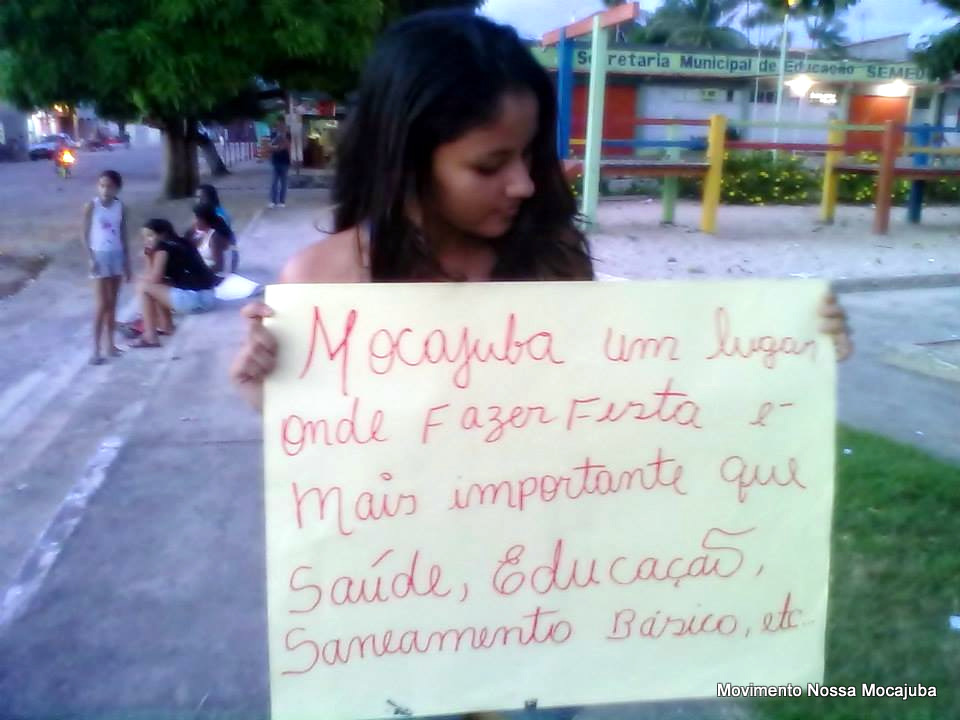 Secretaria Municipal de Educação SEMED
Mocajuba um lugar
onde Fazer Festa é
Mais importante que
Saúde, Educação,
Saneamento Básico, etc...
Movimento Nossa Mocajuba